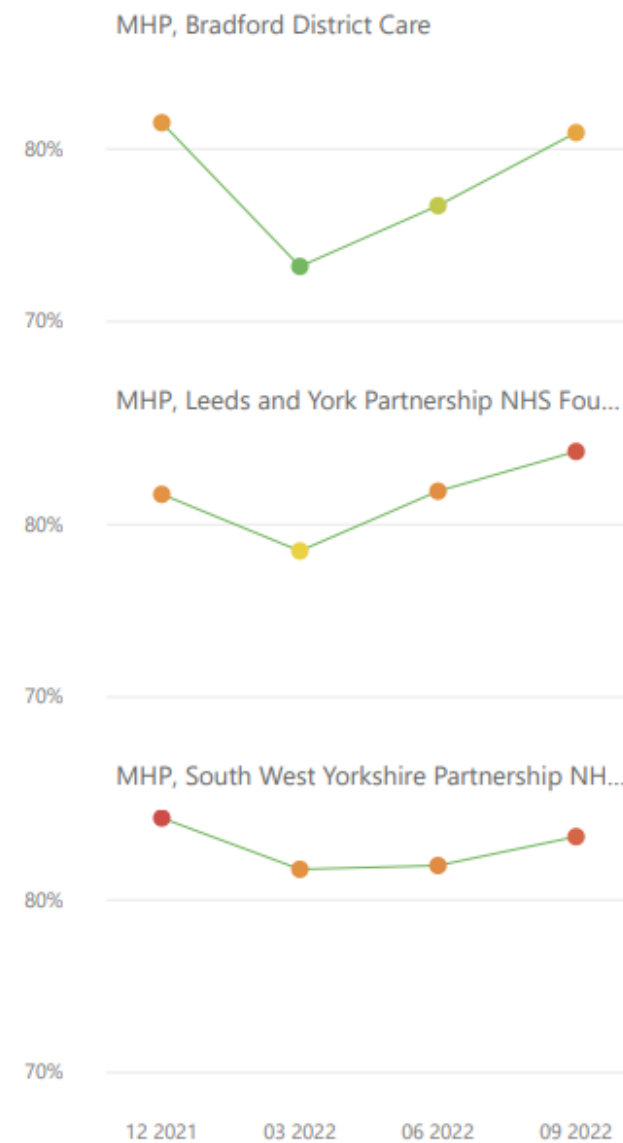 MHP, Bradford District Care
80%
70%
MHP, Leeds and York Partnership NHS Fou...
80%
70%
MHP, South West Yorkshire Partnership NH...
80%
70%
12 2021 03 2022 06 2022 09 2022